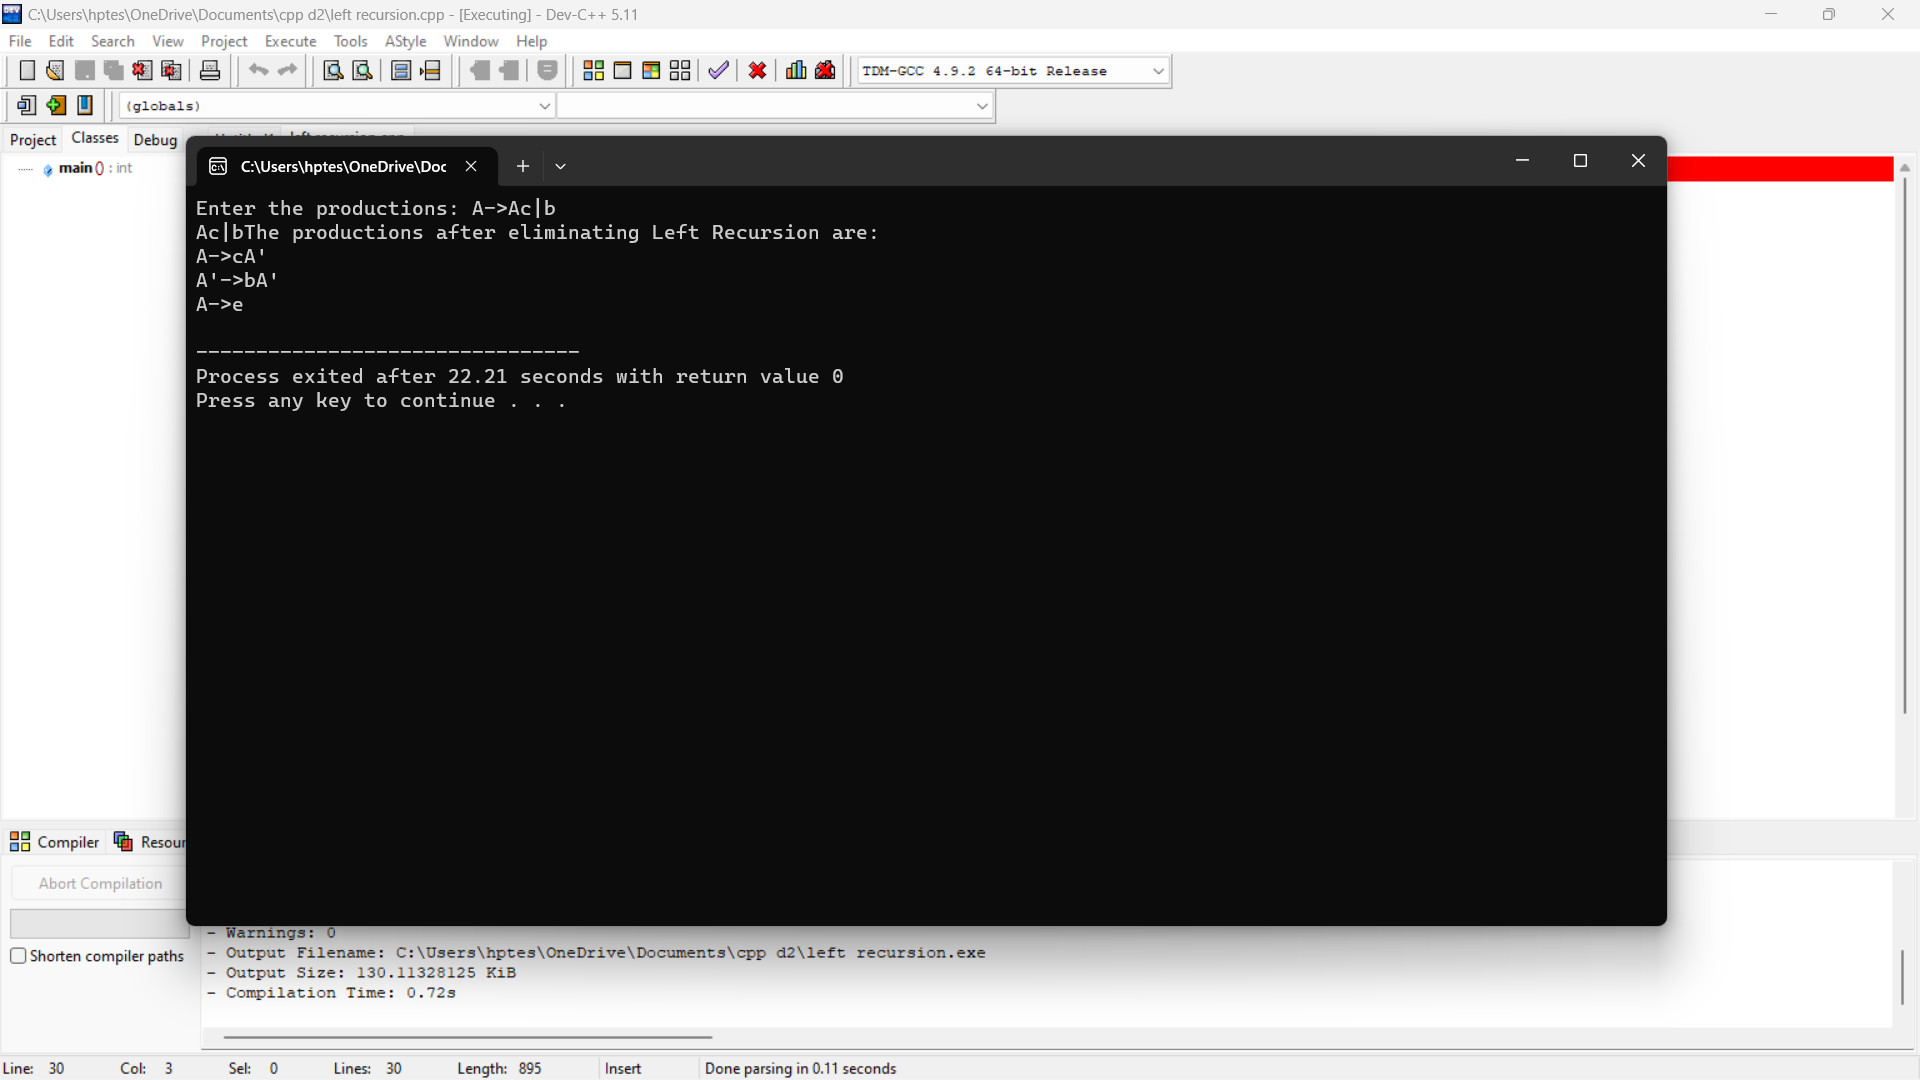 C:\Users\hptes\OneDrive\Documents\cpp d2\left recursion.cpp - [Executing] - Dev-C++ 5.11
File Edit Search View Project Execute Tools AStyle Window Help
TDM-GCC 4.9.2 64-bit Release
(globals)
Project Classes Debug
main () : int
C:\Users\hptes\OneDrive\Doc
Enter the productions: A->Ac|b
Ac|bThe productions after eliminating Left Recursion are:
A->cA'
A'->bA'
A->e
--------------------------------
Process exited after 22.21 seconds with return value 0
Press any key to continue . . .
Compiler Resour
Abort Compilation
Shorten compiler paths
- Warnings: 0
- Output Filename: C:\Users\hptes\OneDrive\Documents\cpp d2\left recursion.exe
- Output Size: 130.11328125 KiB
- Compilation Time: 0.72s
Line: 30 Col: 3 Sel: 0 Lines: 30 Length: 895 Insert Done parsing in 0.11 seconds